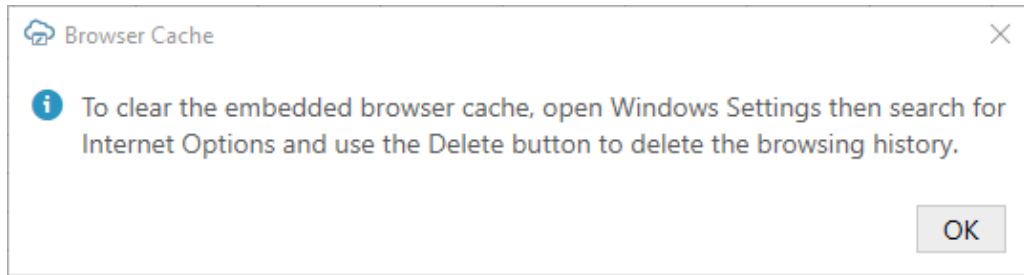 Browser Cache
To clear the embedded browser cache, open Windows Settings then search for
Internet Options and use the Delete button to delete the browsing history.
OK